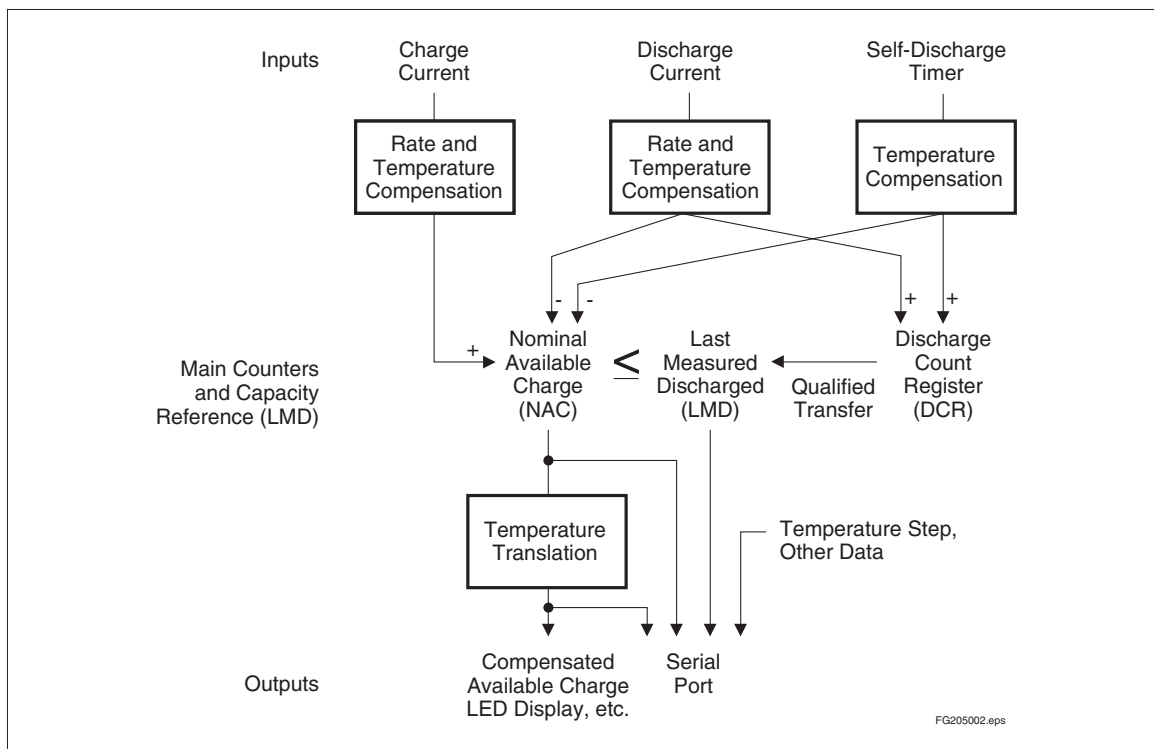 Inputs
Charge
Current
Discharge
Current
Self-Discharge
Timer
Rate and
Temperature
Compensation
Rate and
Temperature
Compensation
Temperature
Compensation
-
-
+
+
+
Main Counters
and Capacity
Reference (LMD)
Nominal
Available
Charge
(NAC)
≤
Last
Measured
Discharged
(LMD)
Qualified
Transfer
Discharge
Count
Register
(DCR)
Temperature
Translation
Temperature Step,
Other Data
Outputs
Compensated
Available Charge
LED Display, etc.
Serial
Port
FG205002.eps